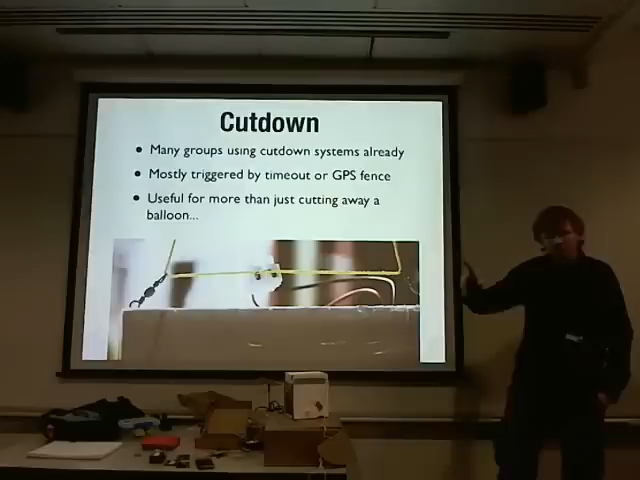 Cutdown
• Many groups using cutdown systems already
• Mostly triggered by timeout or GPS fence
• Useful for more than just cutting away a
balloon...